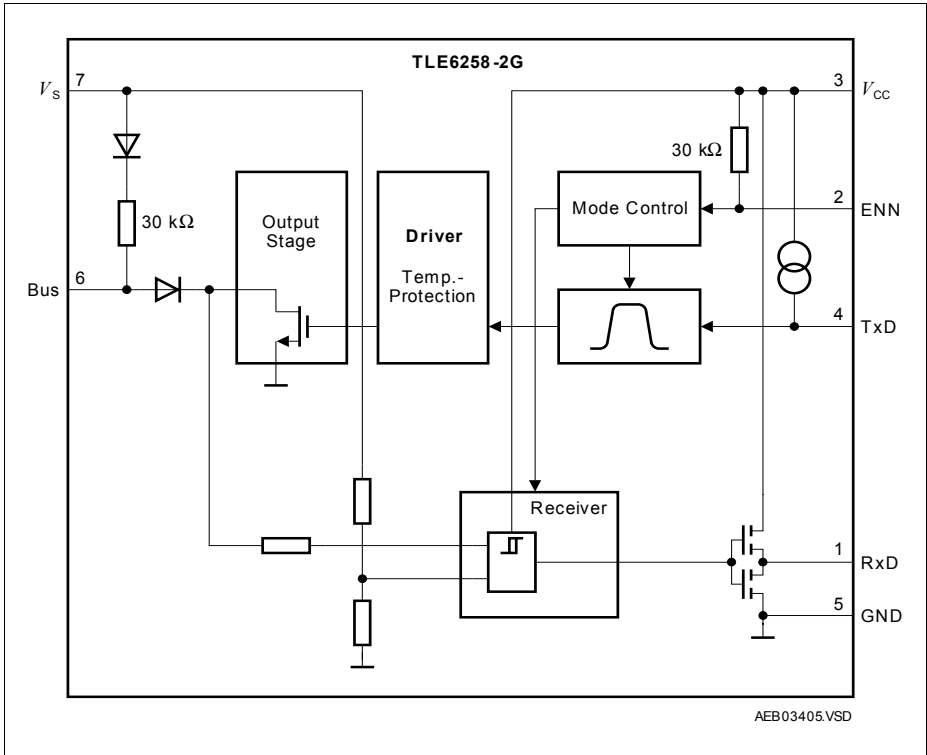 TLE6258-2G
7
V_S
3
V_CC
30 kΩ
2
ENN
Mode Control
Output
Stage
Driver
Temp.-
Protection
30 kΩ
6
Bus
4
TxD
Receiver
1
RxD
5
GND
AEB03405.VSD